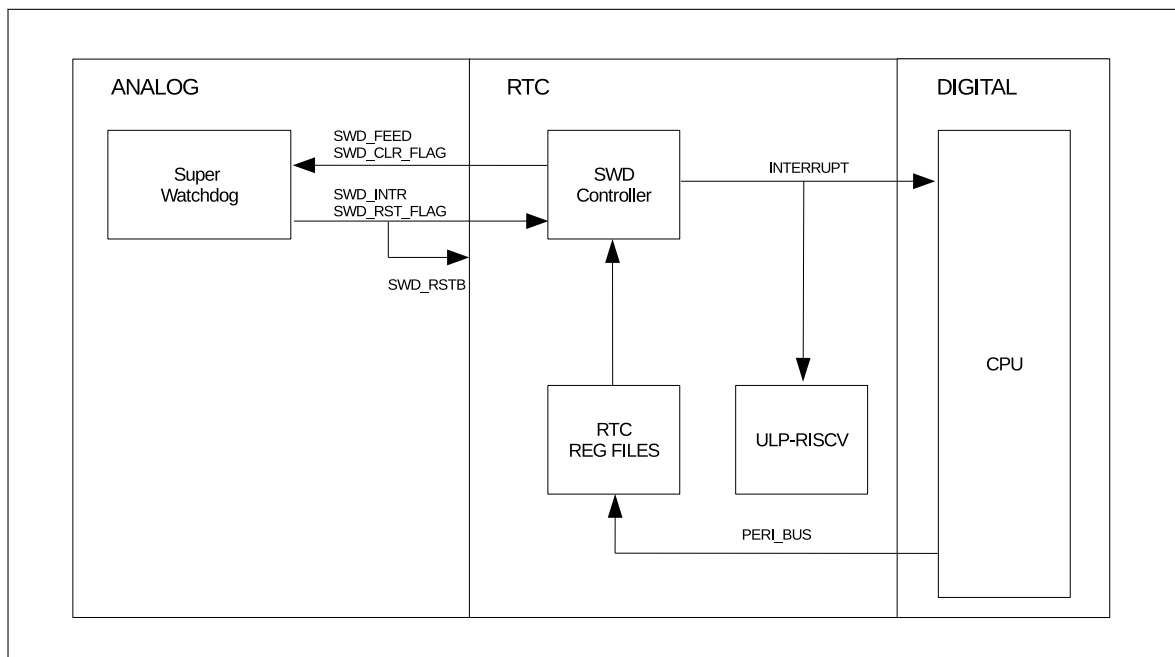 ANALOG
RTC
DIGITAL
SWD_FEED
SWD_CLR_FLAG
Super
Watchdog
SWD_INTR
SWD_RST_FLAG
SWD_RSTB
SWD
Controller
INTERRUPT
CPU
RTC
REG FILES
ULP-RISCV
PERI_BUS